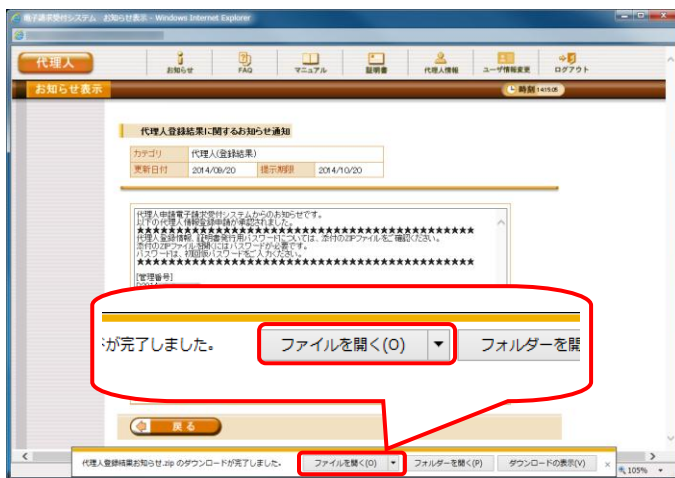 電子請求受付システム お知らせ表示 - Windows Internet Explorer
代理人
お知らせ
FAQ
マニュアル
証明書
代理人情報
ユーザ情報変更
ログアウト
お知らせ表示
時刻 14:15:05
代理人登録結果に関するお知らせ通知
カテゴリ 代理人(登録結果)
更新日付 2014/08/20 掲示期限 2014/10/20
代理人申請電子請求受付システムからのお知らせです。
以下の代理人情報登録申請が承認されました。
★★★★★★★★★★★★★★★★★★★★★★★★★★★★★★★★★★★★★★★★
代理人登録情報、証明書発行用パスワードについては、添付のZIPファイルをご確認ください。
添付のZIPファイルを開くにはパスワードが必要です。
パスワードは、初回仮パスワードをご入力ください。
★★★★★★★★★★★★★★★★★★★★★★★★★★★★★★★★★★★★★★★★
[管理番号]
が完了しました。 ファイルを開く(O) ▼ フォルダーを開
戻る
代理人登録結果お知らせ.zip のダウンロードが完了しました。 ファイルを開く(O) ▼ フォルダーを開く(P) ダウンロードの表示(V) ×
105%